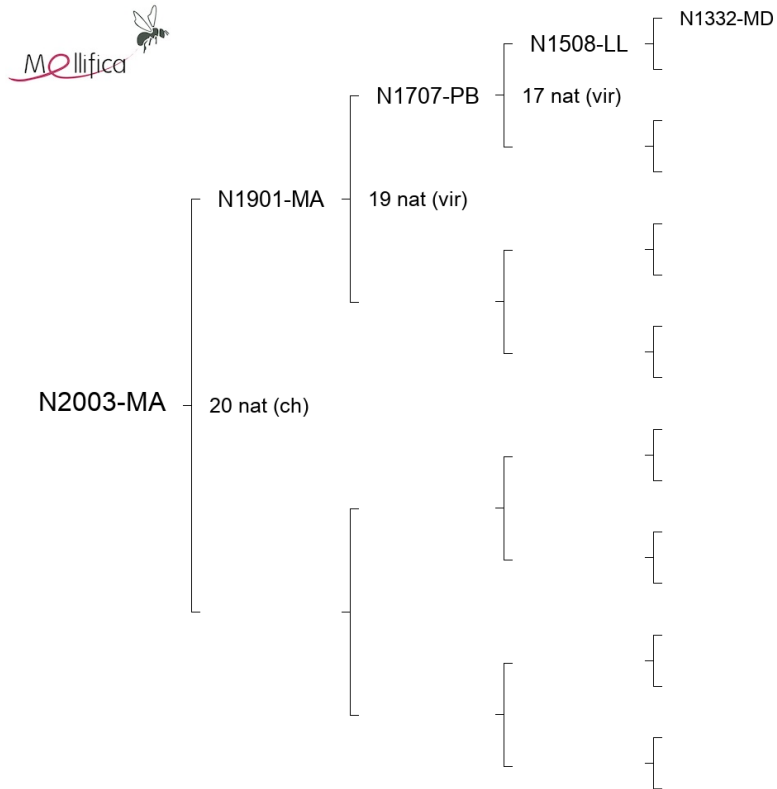 Mellifica
N1332-MD
N1508-LL
N1707-PB
17 nat (vir)
N1901-MA
19 nat (vir)
N2003-MA
20 nat (ch)